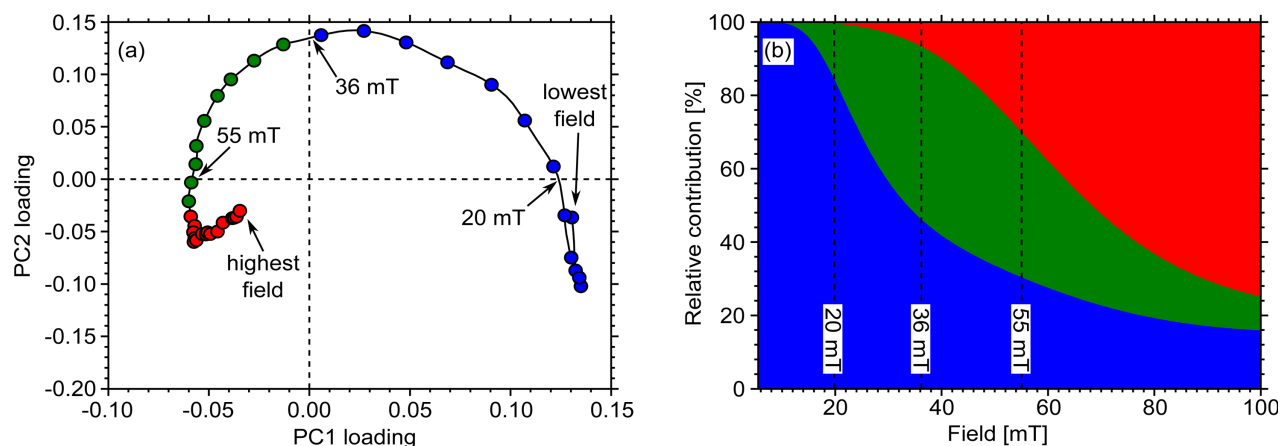 (a)
0.15
0.10
0.05
0.00
-0.05
-0.10
-0.15
-0.20
PC2 loading
-0.10
-0.05
0.00
0.05
0.10
0.15
PC1 loading
36 mT
55 mT
20 mT
lowest
field
highest
field
(b)
100
80
60
40
20
0
Relative contribution [%]
20 mT
36 mT
55 mT
20
40
60
80
100
Field [mT]